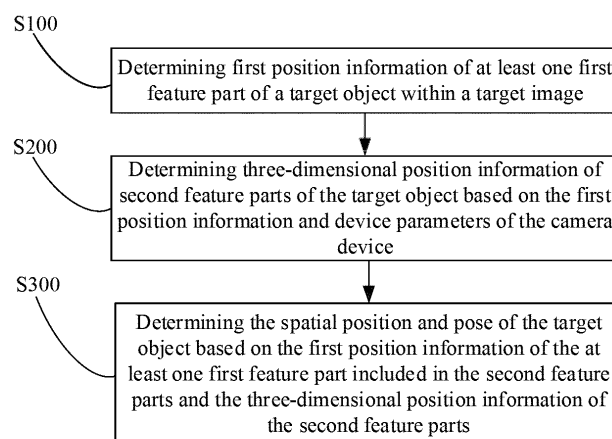 S100
Determining first position information of at least one first
feature part of a target object within a target image
S200
Determining three-dimensional position information of
second feature parts of the target object based on the first
position information and device parameters of the camera
device
S300
Determining the spatial position and pose of the target
object based on the first position information of the at
least one first feature part included in the second feature
parts and the three-dimensional position information of
the second feature parts